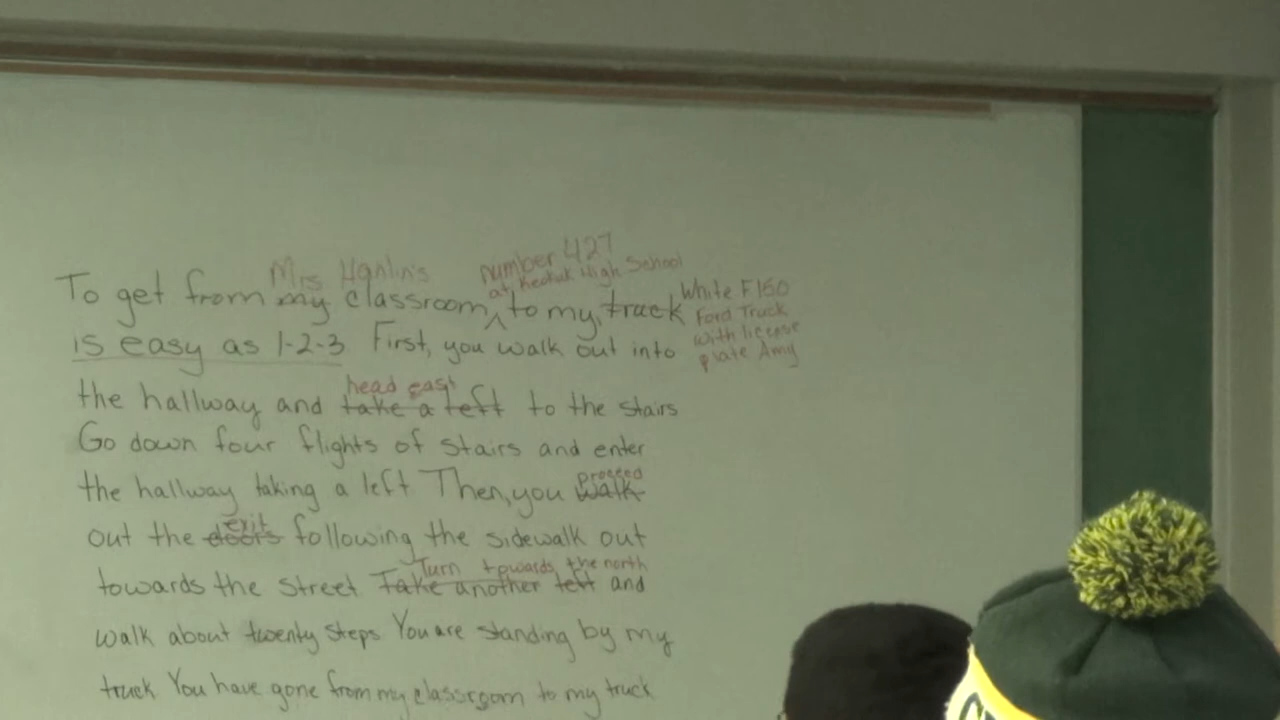 Mrs Hanlin's number 427
at Keokuk High School
To get from my classroom ^ to my, truck White F150
Ford Truck
with license
is easy as 1-2-3 First, you walk out into plate Amy
head east
the hallway and take a left to the stairs
Go down four flights of stairs and enter
proceed
the hallway taking a left Then, you walk
exit
out the doors following the sidewalk out
Turn towards the north
towards the street Take another left and
walk about twenty steps You are standing by my
truck You have gone from my classroom to my truck